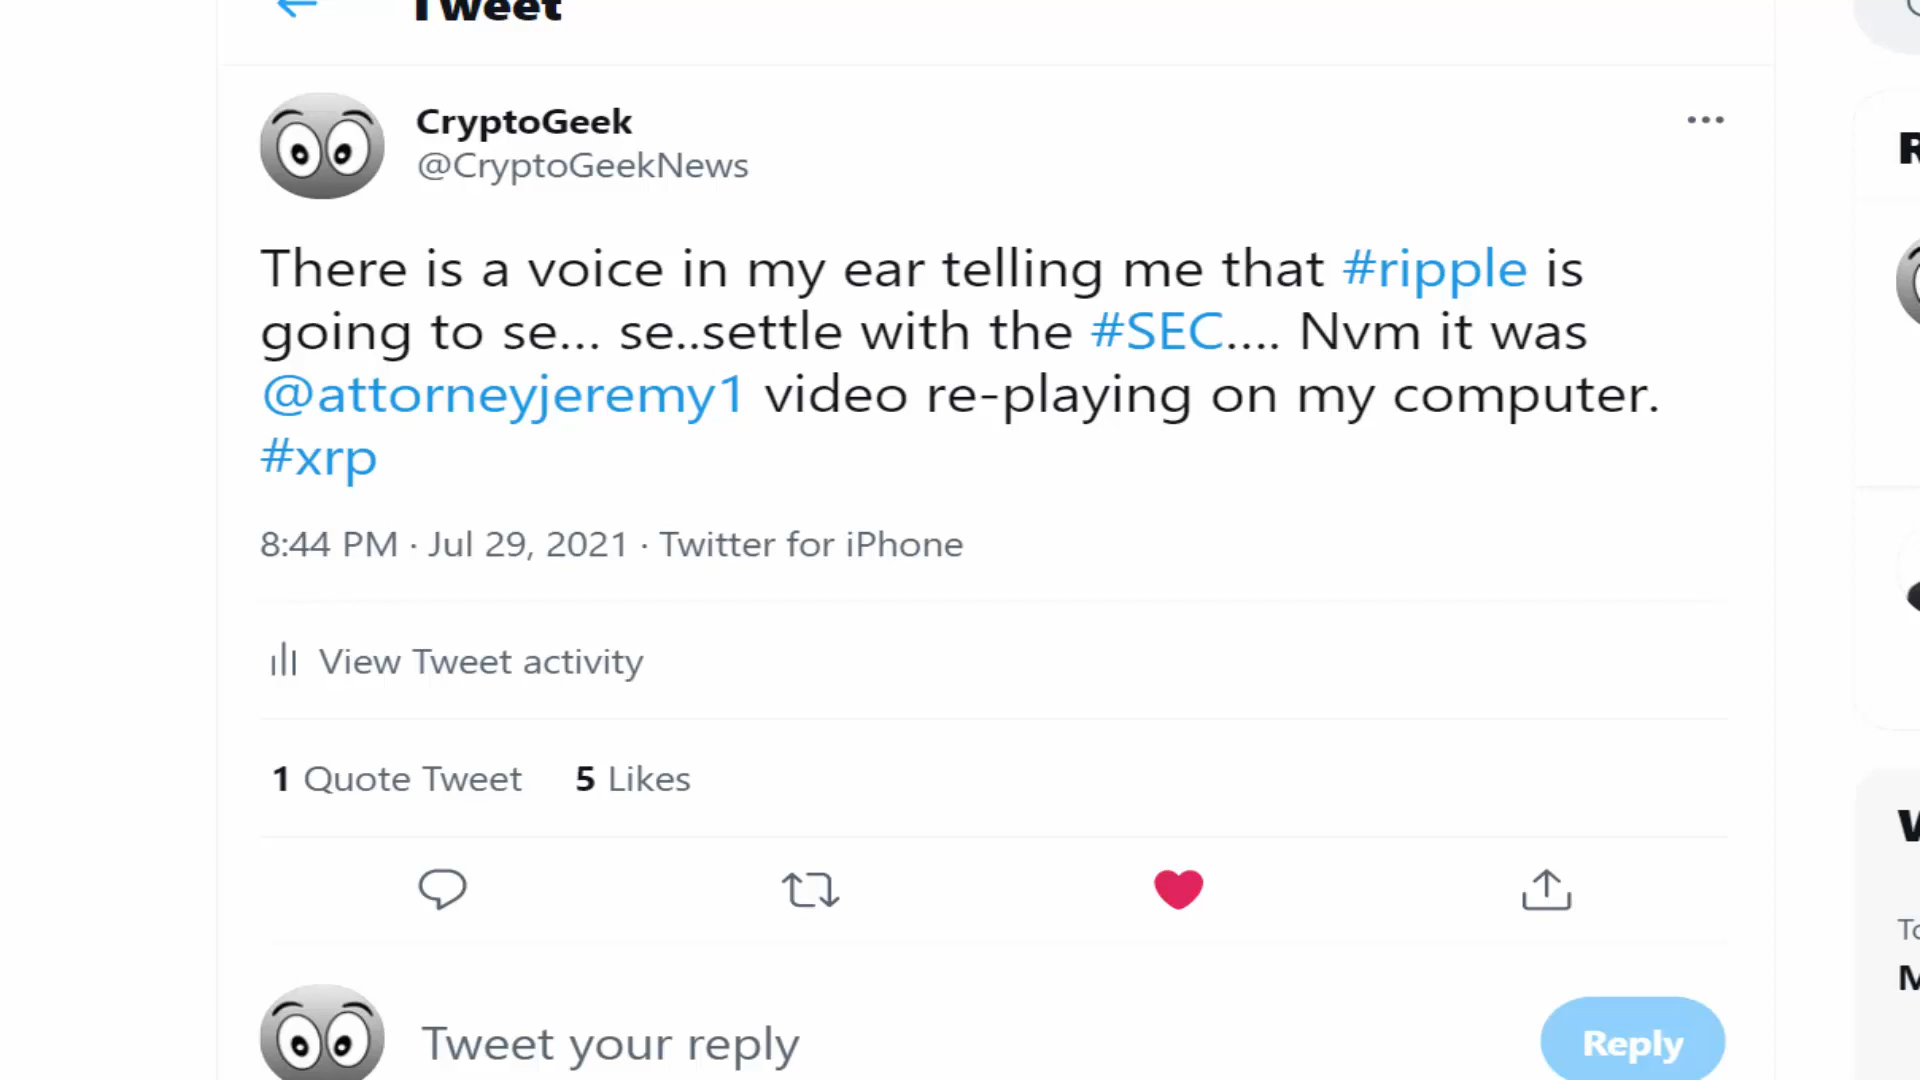 Tweet
CryptoGeek
@CryptoGeekNews
There is a voice in my ear telling me that #ripple is
going to se... se..settle with the #SEC.... Nvm it was
@attorneyjeremy1 video re-playing on my computer.
#xrp
8:44 PM · Jul 29, 2021 · Twitter for iPhone
View Tweet activity
1 Quote Tweet 5 Likes
Tweet your reply
Reply